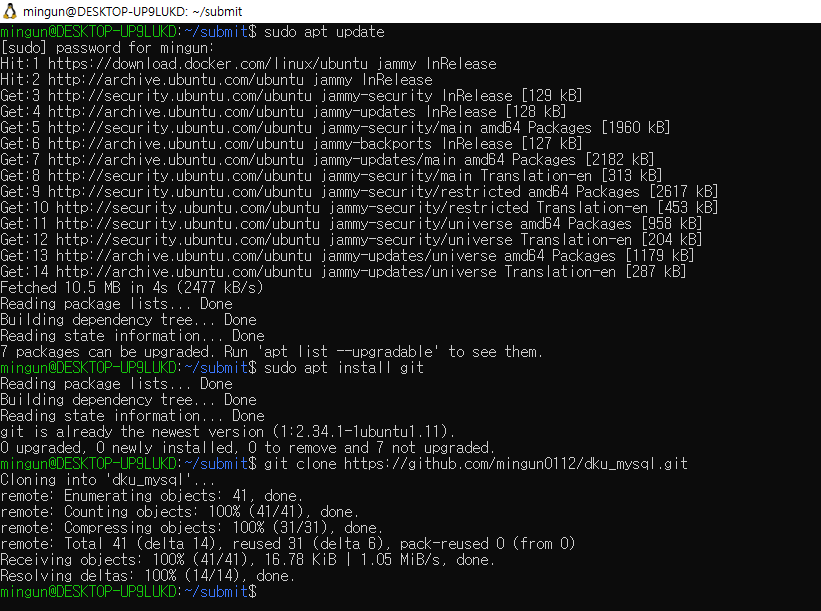 mingun@DESKTOP-UP9LUKD: ~/submit
mingun@DESKTOP-UP9LUKD:~/submit$ sudo apt update
[sudo] password for mingun:
Hit:1 https://download.docker.com/linux/ubuntu jammy InRelease
Hit:2 http://archive.ubuntu.com/ubuntu jammy InRelease
Get:3 http://security.ubuntu.com/ubuntu jammy-security InRelease [129 kB]
Get:4 http://archive.ubuntu.com/ubuntu jammy-updates InRelease [128 kB]
Get:5 http://security.ubuntu.com/ubuntu jammy-security/main amd64 Packages [1960 kB]
Get:6 http://archive.ubuntu.com/ubuntu jammy-backports InRelease [127 kB]
Get:7 http://archive.ubuntu.com/ubuntu jammy-updates/main amd64 Packages [2182 kB]
Get:8 http://security.ubuntu.com/ubuntu jammy-security/main Translation-en [313 kB]
Get:9 http://security.ubuntu.com/ubuntu jammy-security/restricted amd64 Packages [2617 kB]
Get:10 http://security.ubuntu.com/ubuntu jammy-security/restricted Translation-en [453 kB]
Get:11 http://security.ubuntu.com/ubuntu jammy-security/universe amd64 Packages [958 kB]
Get:12 http://security.ubuntu.com/ubuntu jammy-security/universe Translation-en [204 kB]
Get:13 http://archive.ubuntu.com/ubuntu jammy-updates/universe amd64 Packages [1179 kB]
Get:14 http://archive.ubuntu.com/ubuntu jammy-updates/universe Translation-en [287 kB]
Fetched 10.5 MB in 4s (2477 kB/s)
Reading package lists... Done
Building dependency tree... Done
Reading state information... Done
7 packages can be upgraded. Run 'apt list --upgradable' to see them.
mingun@DESKTOP-UP9LUKD:~/submit$ sudo apt install git
Reading package lists... Done
Building dependency tree... Done
Reading state information... Done
git is already the newest version (1:2.34.1-1ubuntu1.11).
0 upgraded, 0 newly installed, 0 to remove and 7 not upgraded.
mingun@DESKTOP-UP9LUKD:~/submit$ git clone https://github.com/mingun0112/dku_mysql.git
Cloning into 'dku_mysql'...
remote: Enumerating objects: 41, done.
remote: Counting objects: 100% (41/41), done.
remote: Compressing objects: 100% (31/31), done.
remote: Total 41 (delta 14), reused 31 (delta 6), pack-reused 0 (from 0)
Receiving objects: 100% (41/41), 16.78 KiB | 1.05 MiB/s, done.
Resolving deltas: 100% (14/14), done.
mingun@DESKTOP-UP9LUKD:~/submit$